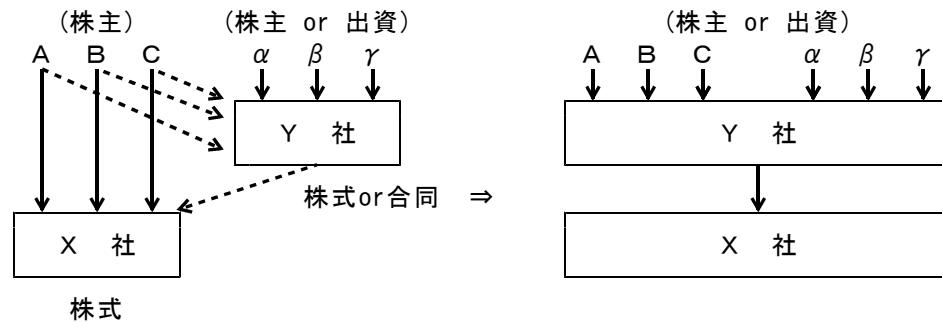 (株主) (株主 or 出資) (株主 or 出資)
A B C α β γ A B C α β γ
Y 社 Y 社
株式or合同 ⇒
X 社 X 社
株式